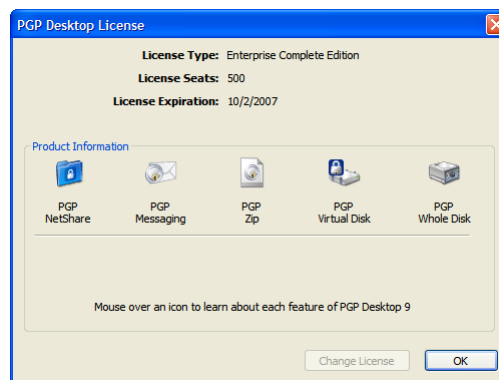 PGP Desktop License
License Type: Enterprise Complete Edition
License Seats: 500
License Expiration: 10/2/2007
Product Information
PGP NetShare
PGP Messaging
PGP Zip
PGP Virtual Disk
PGP Whole Disk
Mouse over an icon to learn about each feature of PGP Desktop 9
Change License
OK